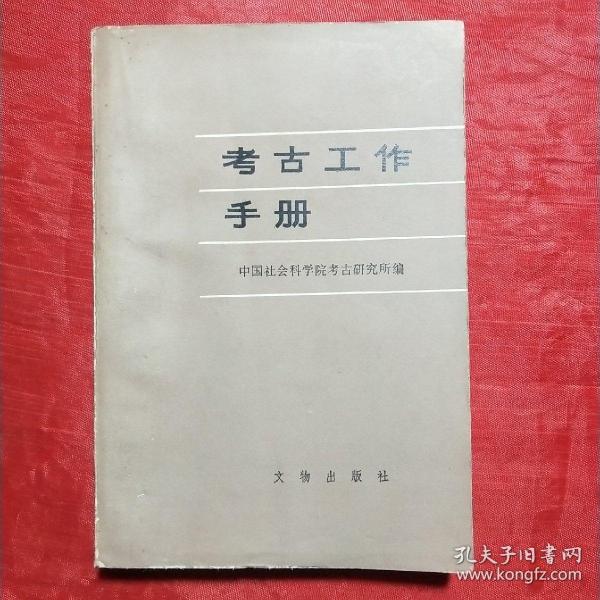 考古工作
手册
中国社会科学院考古研究所编
文物出版社
孔夫子旧書网
www.kongfz.com